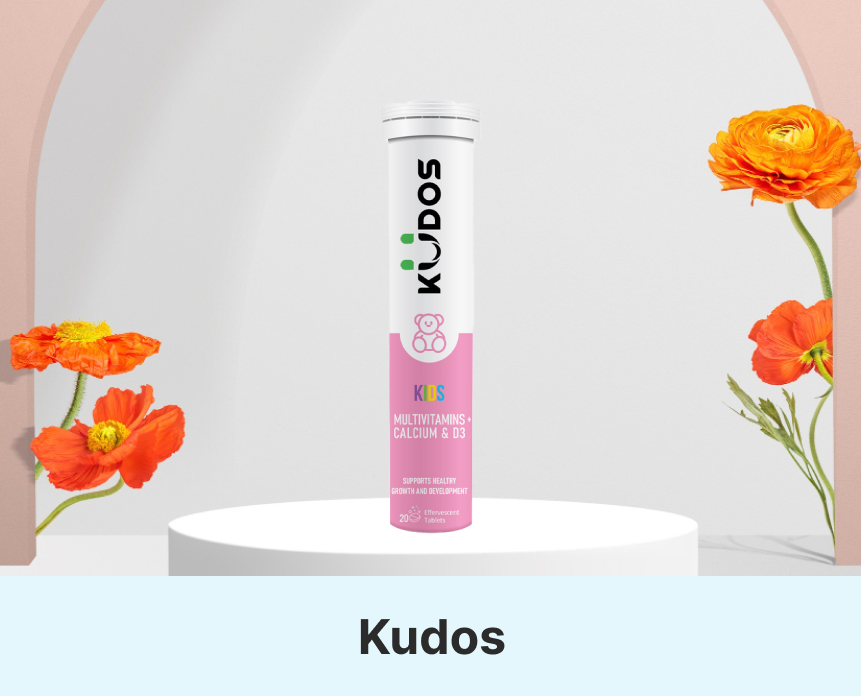 KUDOS
KIDS
MULTIVITAMINS +
CALCIUM & D3
SUPPORTS HEALTHY
GROWTH AND DEVELOPMENT
20 Effervescent
Tablets
Kudos